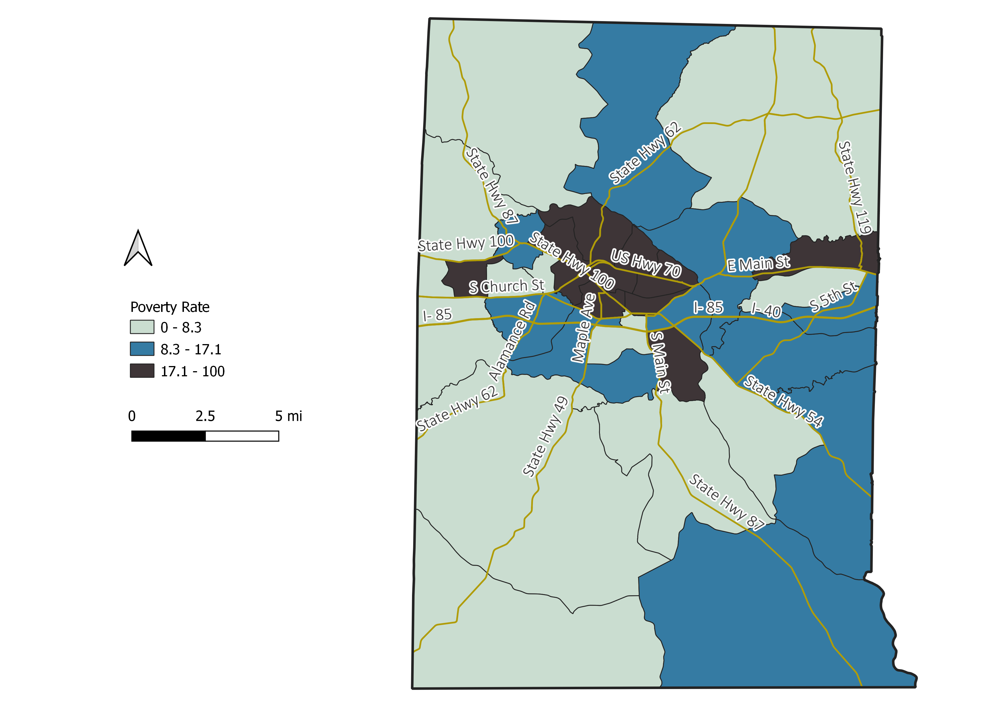 State Hwy 62
State Hwy 87
State Hwy 119
State Hwy 100
State Hwy 100
US Hwy 70
E Main St
S Church St
S 5th St
I- 85
I- 85
I- 40
Alamance Rd
Maple Ave
S Main St
State Hwy 62
State Hwy 49
State Hwy 54
State Hwy 87
Poverty Rate
0 - 8.3
8.3 - 17.1
17.1 - 100
0 2.5 5 mi